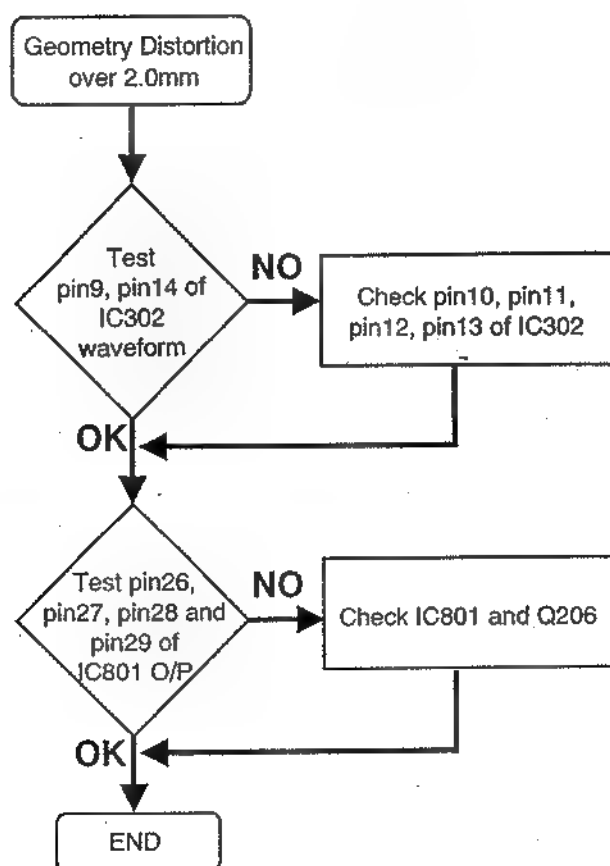 Geometry Distortion
over 2.0mm
Test
pin9, pin14 of
IC302
waveform
NO
Check pin10, pin11,
pin12, pin13 of IC302
OK
Test pin26,
pin27, pin28 and
pin29 of
IC801 O/P
NO
Check IC801 and Q206
OK
END